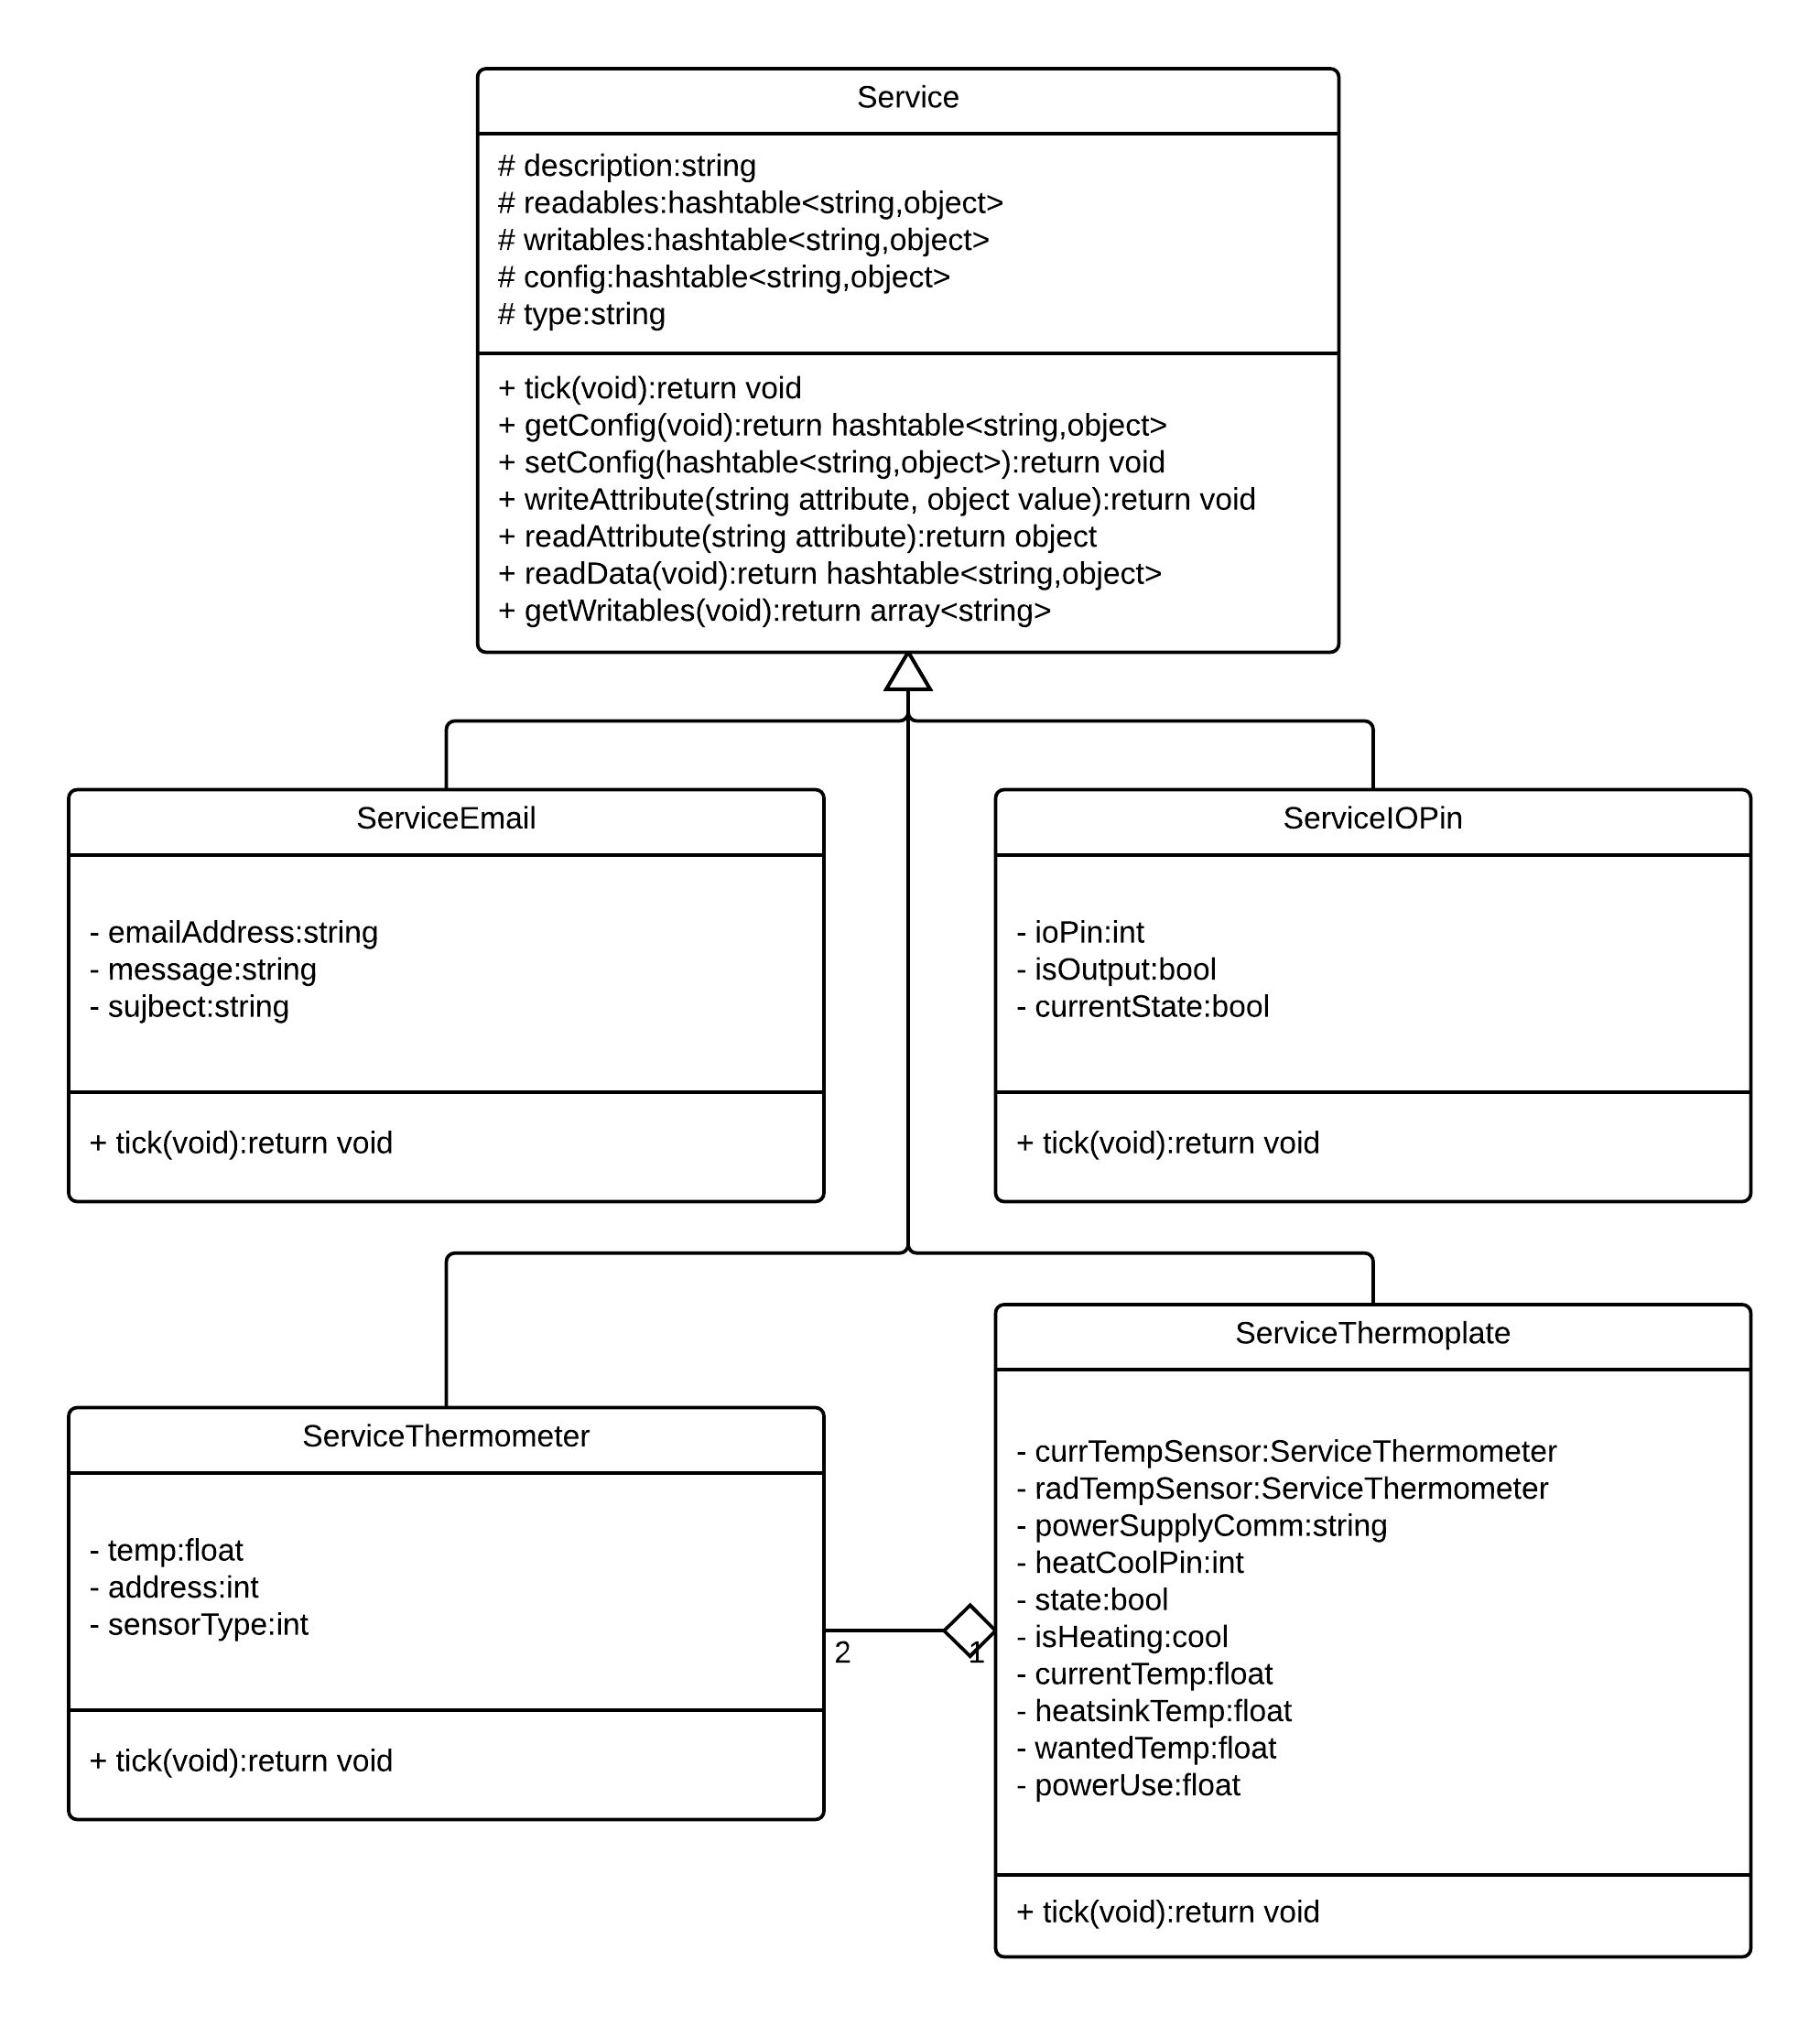 Service
# description:string
# readables:hashtable<string,object>
# writables:hashtable<string,object>
# config:hashtable<string,object>
# type:string
+ tick(void):return void
+ getConfig(void):return hashtable<string,object>
+ setConfig(hashtable<string,object>):return void
+ writeAttribute(string attribute, object value):return void
+ readAttribute(string attribute):return object
+ readData(void):return hashtable<string,object>
+ getWritables(void):return array<string>
ServiceEmail
- emailAddress:string
- message:string
- sujbect:string
+ tick(void):return void
ServiceIOPin
- ioPin:int
- isOutput:bool
- currentState:bool
+ tick(void):return void
ServiceThermometer
- temp:float
- address:int
- sensorType:int
+ tick(void):return void
2
1
ServiceThermoplate
- currTempSensor:ServiceThermometer
- radTempSensor:ServiceThermometer
- powerSupplyComm:string
- heatCoolPin:int
- state:bool
- isHeating:cool
- currentTemp:float
- heatsinkTemp:float
- wantedTemp:float
- powerUse:float
+ tick(void):return void